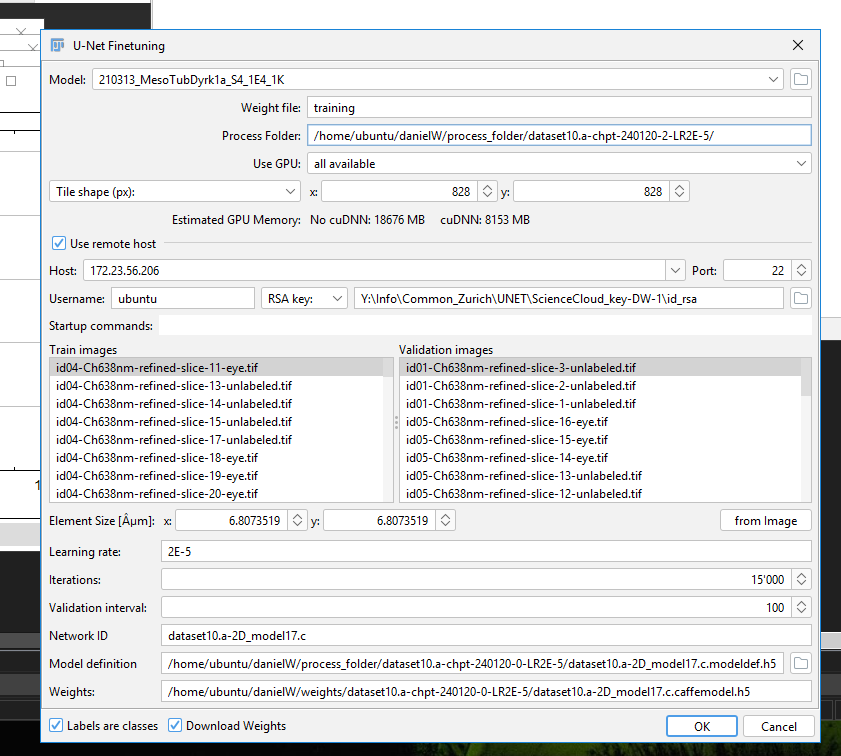 U-Net Finetuning
Model: 210313_MesoTubDyrk1a_S4_1E4_1K
Weight file: training
Process Folder: /home/ubuntu/danielW/process_folder/dataset10.a-chpt-240120-2-LR2E-5/
Use GPU: all available
Tile shape (px): x: 828 y: 828
Estimated GPU Memory: No cuDNN: 18676 MB cuDNN: 8153 MB
Use remote host
Host: 172.23.56.206 Port: 22
Username: ubuntu RSA key: Y:\Info\Common_Zurich\UNET\ScienceCloud_key-DW-1\id_rsa
Startup commands:
Train images Validation images
id04-Ch638nm-refined-slice-11-eye.tif id01-Ch638nm-refined-slice-3-unlabeled.tif
id04-Ch638nm-refined-slice-13-unlabeled.tif id01-Ch638nm-refined-slice-2-unlabeled.tif
id04-Ch638nm-refined-slice-14-unlabeled.tif id01-Ch638nm-refined-slice-1-unlabeled.tif
id04-Ch638nm-refined-slice-15-unlabeled.tif id05-Ch638nm-refined-slice-16-eye.tif
id04-Ch638nm-refined-slice-17-unlabeled.tif id05-Ch638nm-refined-slice-15-eye.tif
id04-Ch638nm-refined-slice-18-eye.tif id05-Ch638nm-refined-slice-14-eye.tif
id04-Ch638nm-refined-slice-19-eye.tif id05-Ch638nm-refined-slice-13-unlabeled.tif
id04-Ch638nm-refined-slice-20-eye.tif id05-Ch638nm-refined-slice-12-unlabeled.tif
1
Element Size [Âµm]: x: 6.8073519 y: 6.8073519 from Image
Learning rate: 2E-5
Iterations: 15'000
Validation interval: 100
Network ID dataset10.a-2D_model17.c
Model definition /home/ubuntu/danielW/process_folder/dataset10.a-chpt-240120-0-LR2E-5/dataset10.a-2D_model17.c.modeldef.h5
Weights: /home/ubuntu/danielW/weights/dataset10.a-chpt-240120-0-LR2E-5/dataset10.a-2D_model17.c.caffemodel.h5
Labels are classes Download Weights OK Cancel